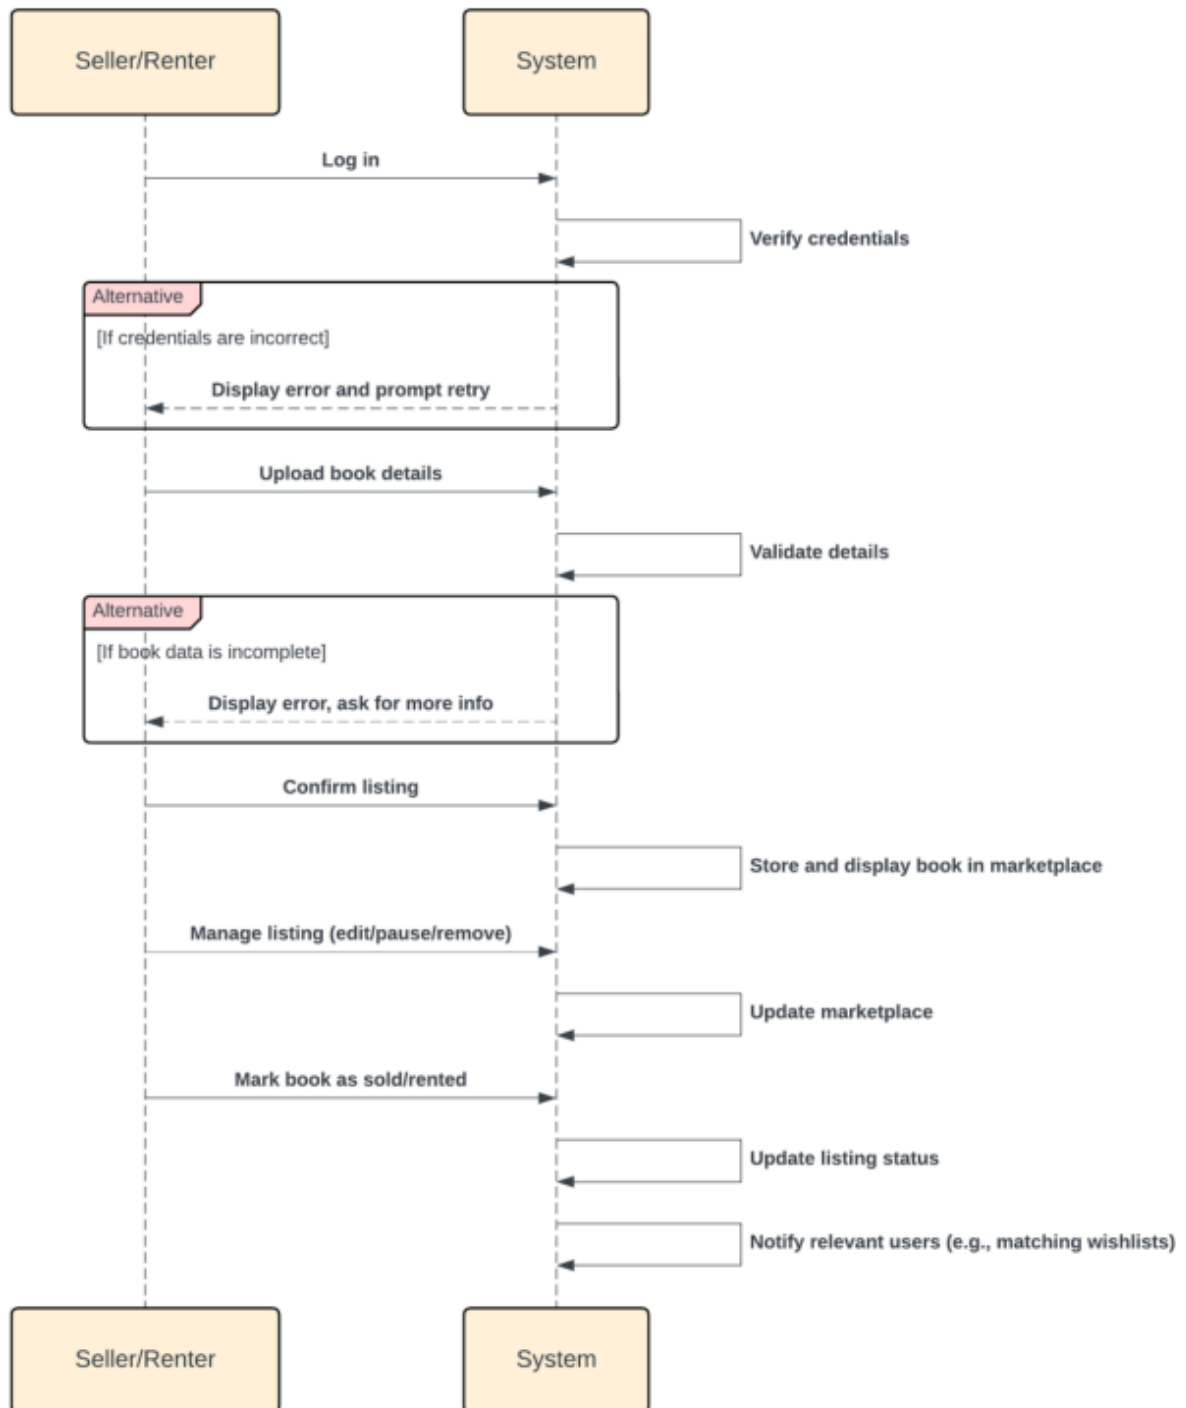 Seller/Renter
System
Log in
Verify credentials
Alternative
[If credentials are incorrect]
Display error and prompt retry
Upload book details
Validate details
Alternative
[If book data is incomplete]
Display error, ask for more info
Confirm listing
Store and display book in marketplace
Manage listing (edit/pause/remove)
Update marketplace
Mark book as sold/rented
Update listing status
Notify relevant users (e.g., matching wishlists)
Seller/Renter
System